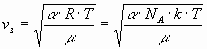 v_s = √(æ · R · T / μ) = √(æ · N_A · k · T / μ)